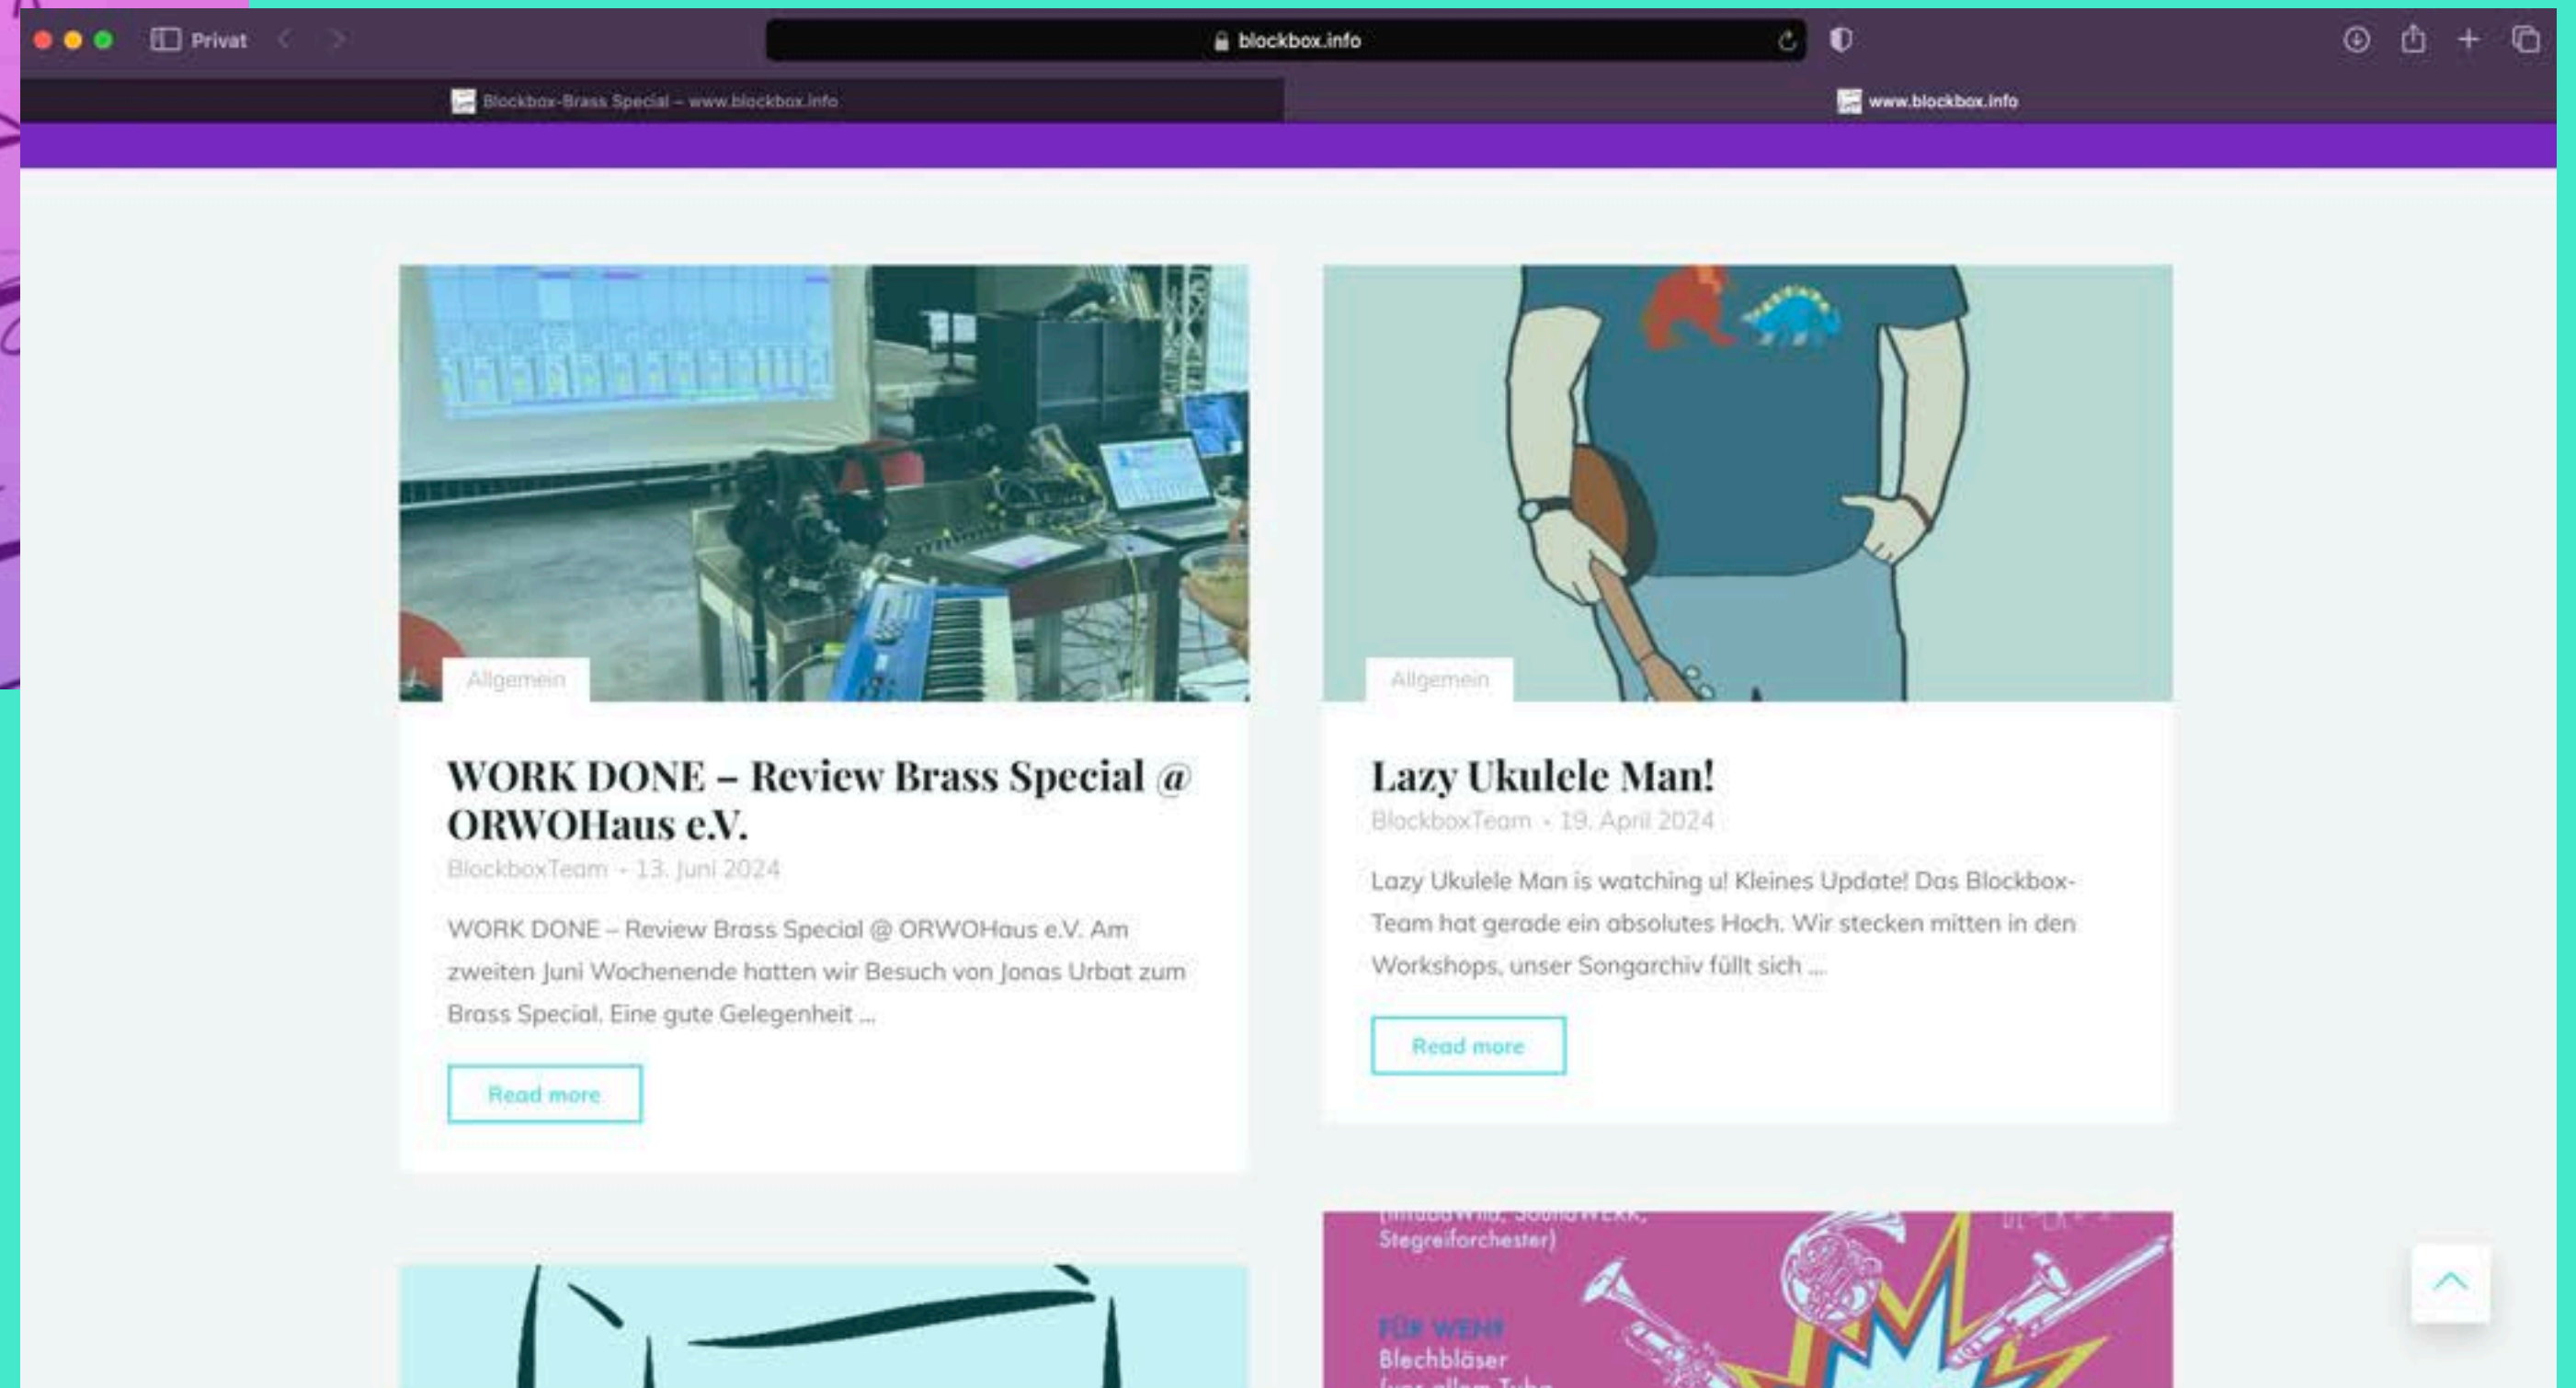 Privat
blockbox.info
Blockbox-Brass Special – www.blockbox.info
www.blockbox.info
Allgemein
WORK DONE – Review Brass Special @
ORWOHaus e.V.
BlockboxTeam - 13. Juni 2024
WORK DONE – Review Brass Special @ ORWOHaus e.V. Am
zweiten Juni Wochenende hatten wir Besuch von Jonas Urbat zum
Brass Special. Eine gute Gelegenheit ...
Read more
Allgemein
Lazy Ukulele Man!
BlockboxTeam - 19. April 2024
Lazy Ukulele Man is watching u! Kleines Update! Das Blockbox-
Team hat gerade ein absolutes Hoch. Wir stecken mitten in den
Workshops, unser Songarchiv füllt sich ...
Read more
Stegreiforchester)
FÜR WEN?
Blechbläser